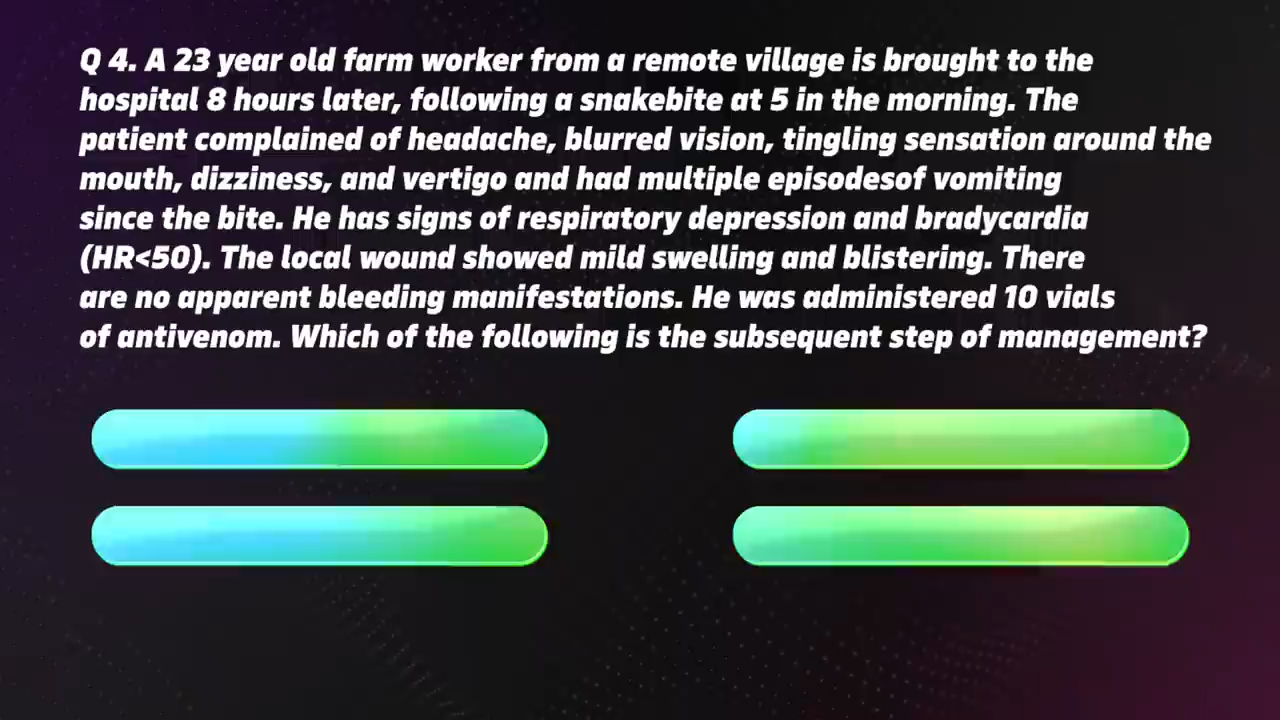 Q 4. A 23 year old farm worker from a remote village is brought to the
hospital 8 hours later, following a snakebite at 5 in the morning. The
patient complained of headache, blurred vision, tingling sensation around the
mouth, dizziness, and vertigo and had multiple episodesof vomiting
since the bite. He has signs of respiratory depression and bradycardia
(HR<50). The local wound showed mild swelling and blistering. There
are no apparent bleeding manifestations. He was administered 10 vials
of antivenom. Which of the following is the subsequent step of management?